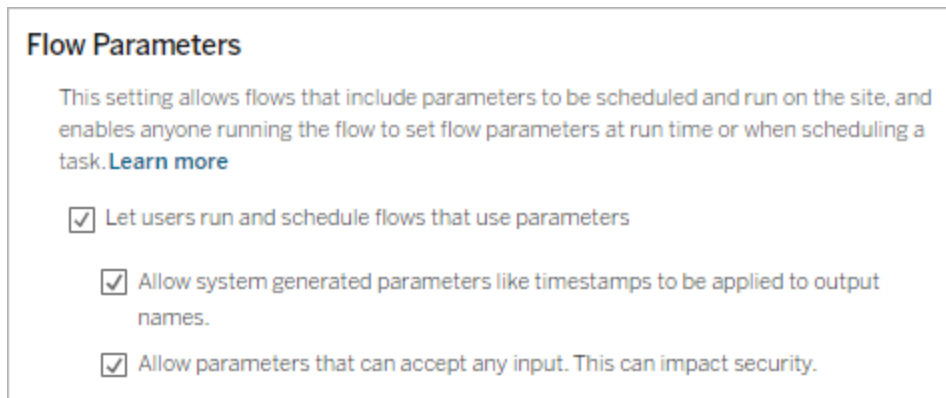 Flow Parameters
This setting allows flows that include parameters to be scheduled and run on the site, and
enables anyone running the flow to set flow parameters at run time or when scheduling a
task. Learn more
Let users run and schedule flows that use parameters
Allow system generated parameters like timestamps to be applied to output
names.
Allow parameters that can accept any input. This can impact security.